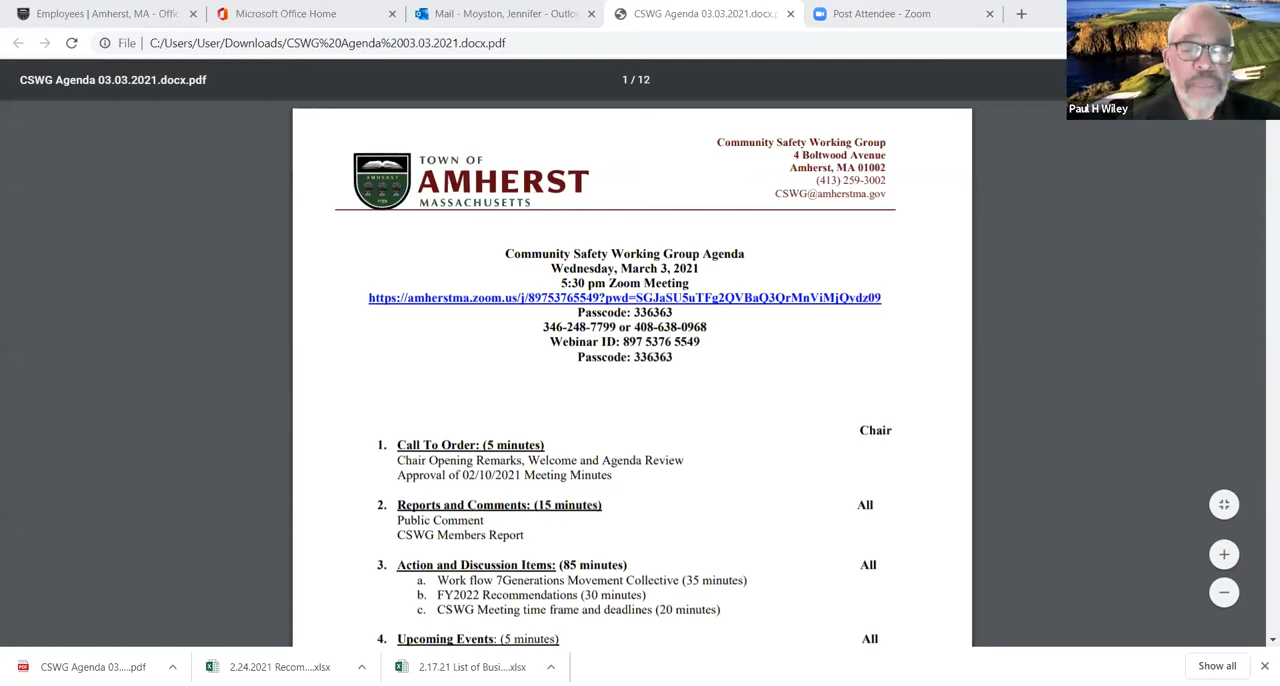 Employees | Amherst, MA - Offic
Microsoft Office Home
Mail - Moyston, Jennifer - Outlo
CSWG Agenda 03.03.2021.docx.p
Post Attendee - Zoom
File
C:/Users/User/Downloads/CSWG%20Agenda%2003.03.2021.docx.pdf
CSWG Agenda 03.03.2021.docx.pdf
1 / 12
Paul H Wiley
TOWN OF
AMHERST
MASSACHUSETTS
Community Safety Working Group
4 Boltwood Avenue
Amherst, MA 01002
(413) 259-3002
CSWG@amherstma.gov
Community Safety Working Group Agenda
Wednesday, March 3, 2021
5:30 pm Zoom Meeting
https://amherstma.zoom.us/j/89753765549?pwd=SGJaSU5uTFg2QVBaQ3QrMnViMjQvdz09
Passcode: 336363
346-248-7799 or 408-638-0968
Webinar ID: 897 5376 5549
Passcode: 336363
Chair
1. Call To Order: (5 minutes)
Chair Opening Remarks, Welcome and Agenda Review
Approval of 02/10/2021 Meeting Minutes
2. Reports and Comments: (15 minutes) All
Public Comment
CSWG Members Report
3. Action and Discussion Items: (85 minutes) All
a. Work flow 7Generations Movement Collective (35 minutes)
b. FY2022 Recommendations (30 minutes)
c. CSWG Meeting time frame and deadlines (20 minutes)
4. Upcoming Events: (5 minutes) All
CSWG Agenda 03.....pdf
2.24.2021 Recom....xlsx
2.17.21 List of Busi....xlsx
Show all